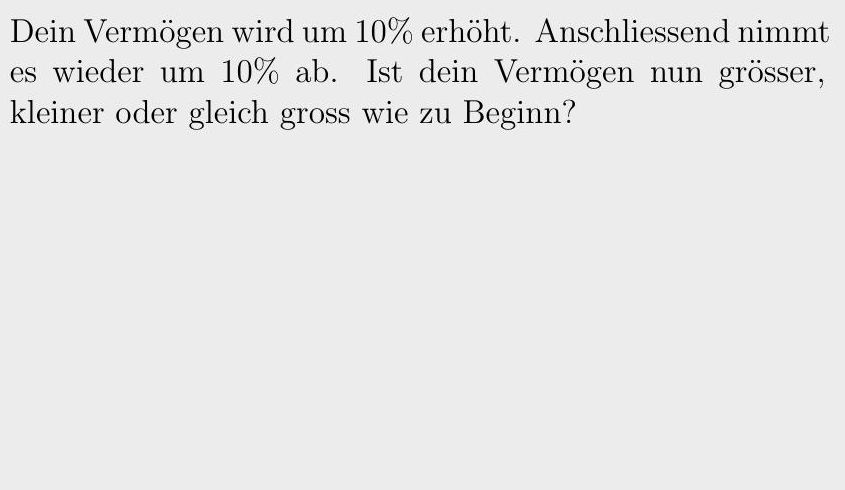 Dein Vermögen wird um 10% erhöht. Anschliessend nimmt
es wieder um 10% ab. Ist dein Vermögen nun grösser,
kleiner oder gleich gross wie zu Beginn?